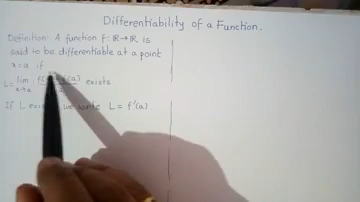 Differentiability of a Function.
Definition: A function f: ℝ→ℝ is
said to be differentiable at a point
x = a if
L = lim x→a exists
If L we write L = f'(a)